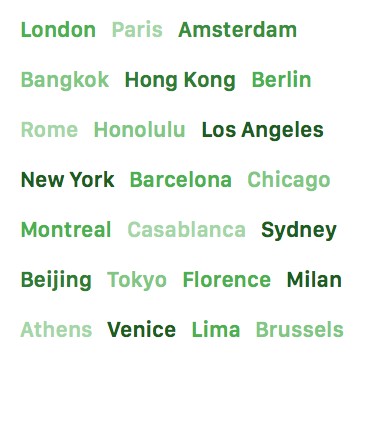 London Paris Amsterdam
Bangkok Hong Kong Berlin
Rome Honolulu Los Angeles
New York Barcelona Chicago
Montreal Casablanca Sydney
Beijing Tokyo Florence Milan
Athens Venice Lima Brussels